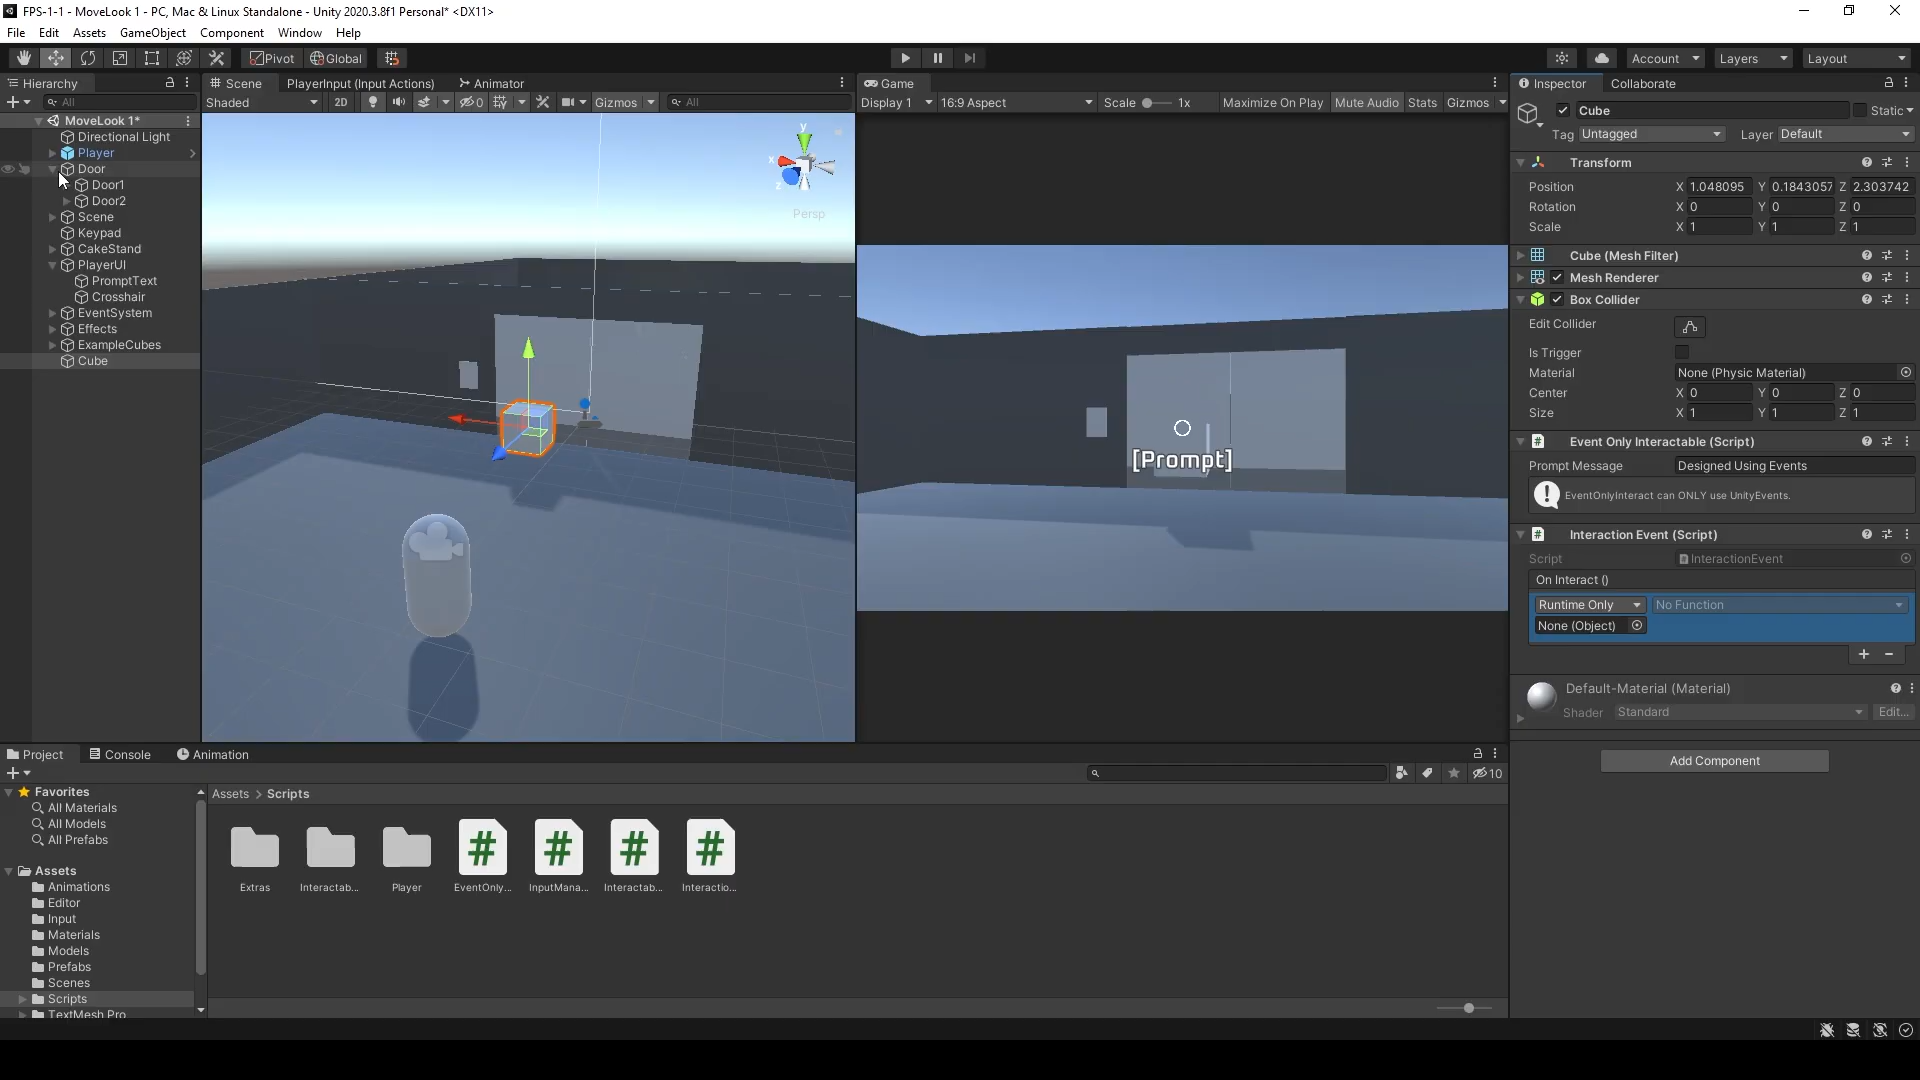 FPS-1-1 - MoveLook 1 - PC, Mac & Linux Standalone - Unity 2020.3.8f1 Personal* <DX11>
File Edit Assets GameObject Component Window Help
Pivot Global Account Layers Layout
Hierarchy
All
MoveLook 1*
Directional Light
Player
Door
Door1
Door2
Scene
Keypad
CakeStand
PlayerUI
PromptText
Crosshair
EventSystem
Effects
ExampleCubes
Cube
Scene PlayerInput (Input Actions) Animator
Shaded 2D 0 Gizmos All
y
x
z
Persp
Game
Display 1 16:9 Aspect Scale 1x Maximize On Play Mute Audio Stats Gizmos
[Prompt]
Inspector Collaborate
Cube Static
Tag Untagged Layer Default
Transform
Position X 1.048095 Y 0.1843057 Z 2.303742
Rotation X 0 Y 0 Z 0
Scale X 1 Y 1 Z 1
Cube (Mesh Filter)
Mesh Renderer
Box Collider
Edit Collider
Is Trigger
Material None (Physic Material)
Center X 0 Y 0 Z 0
Size X 1 Y 1 Z 1
# Event Only Interactable (Script)
Prompt Message Designed Using Events
EventOnlyInteract can ONLY use UnityEvents.
# Interaction Event (Script)
Script InteractionEvent
On Interact ()
Runtime Only No Function
None (Object)
+ -
Default-Material (Material)
Shader Standard Edit...
Add Component
Project Console Animation
10
Favorites
All Materials
All Models
All Prefabs
Assets
Animations
Editor
Input
Materials
Models
Prefabs
Scenes
Scripts
TextMesh Pro
Assets > Scripts
# # # #
Extras Interactab... Player EventOnly... InputMana... Interactab... Interactio...